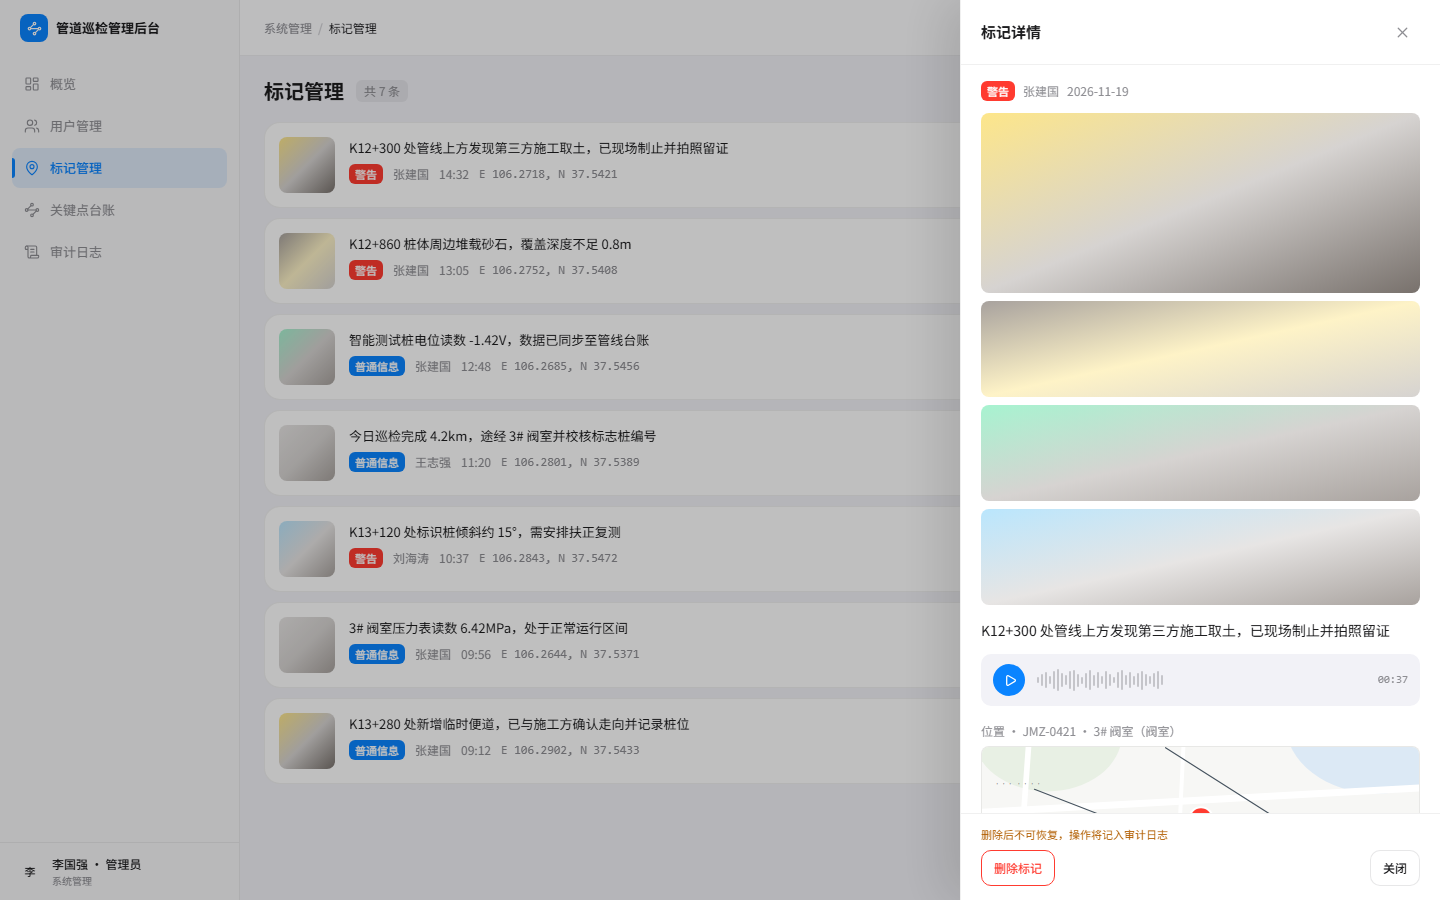 管道巡检管理后台
概览
用户管理
标记管理
关键点台账
审计日志
李
李国强 · 管理员
系统管理
系统管理 / 标记管理
标记管理
共 7 条
K12+300 处管线上方发现第三方施工取土，已现场制止并拍照留证
警告 张建国 14:32 E 106.2718, N 37.5421
K12+860 桩体周边堆载砂石，覆盖深度不足 0.8m
警告 张建国 13:05 E 106.2752, N 37.5408
智能测试桩电位读数 -1.42V，数据已同步至管线台账
普通信息 张建国 12:48 E 106.2685, N 37.5456
今日巡检完成 4.2km，途经 3# 阀室并校核标志桩编号
普通信息 王志强 11:20 E 106.2801, N 37.5389
K13+120 处标识桩倾斜约 15°，需安排扶正复测
警告 刘海涛 10:37 E 106.2843, N 37.5472
3# 阀室压力表读数 6.42MPa，处于正常运行区间
普通信息 张建国 09:56 E 106.2644, N 37.5371
K13+280 处新增临时便道，已与施工方确认走向并记录桩位
普通信息 张建国 09:12 E 106.2902, N 37.5433
标记详情
警告 张建国 2026-11-19
K12+300 处管线上方发现第三方施工取土，已现场制止并拍照留证
00:37
位置 · JMZ-0421 · 3# 阀室（阀室）
删除后不可恢复，操作将记入审计日志
删除标记
关闭